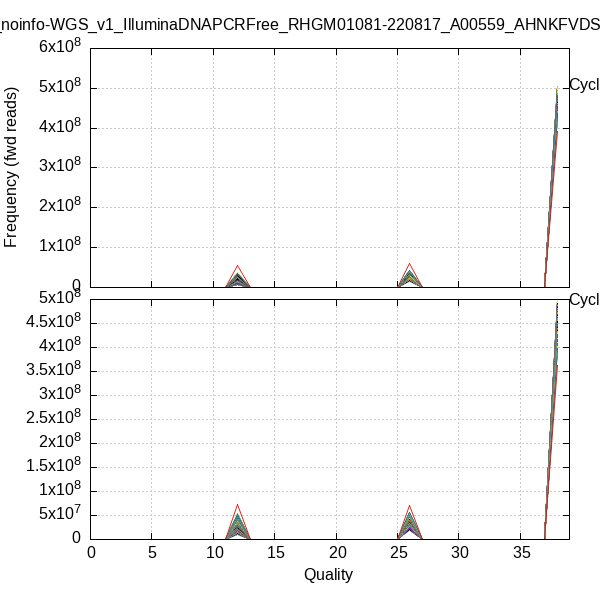 _noinfo-WGS_v1_IlluminaDNAPCRFree_RHGM01081-220817_A00559_AHNKFVDS
6x10^8
5x10^8
4x10^8
3x10^8
2x10^8
1x10^8
0
Frequency (fwd reads)
Cycl
5x10^8
4.5x10^8
4x10^8
3.5x10^8
3x10^8
2.5x10^8
2x10^8
1.5x10^8
1x10^8
5x10^7
0
Cycl
0 5 10 15 20 25 30 35
Quality